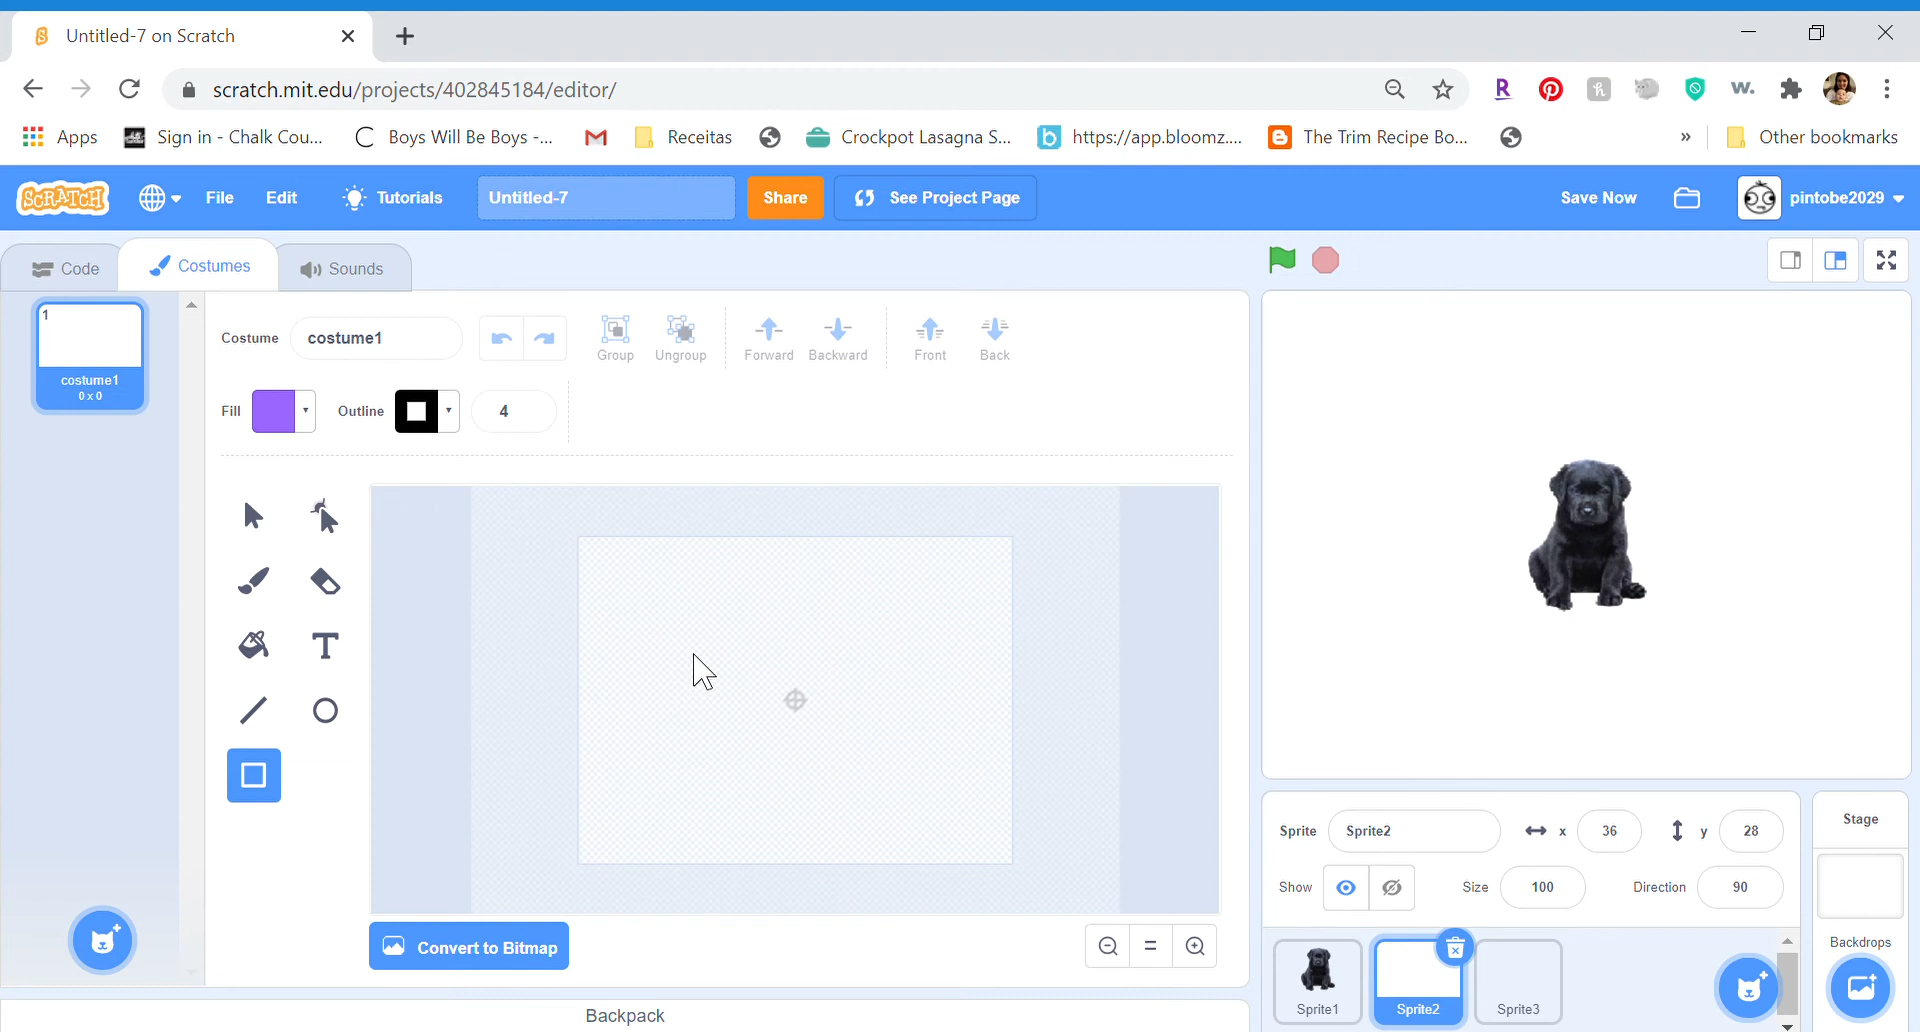 Untitled-7 on Scratch
scratch.mit.edu/projects/402845184/editor/
R
h
w.
Apps
Sign in - Chalk Cou...
Boys Will Be Boys -...
Receitas
Crockpot Lasagna S...
b
https://app.bloomz....
The Trim Recipe Bo...
»
Other bookmarks
SCRATCH
File
Edit
Tutorials
Untitled-7
Share
See Project Page
Save Now
pintobe2029
Code
Costumes
Sounds
1
costume1
0 x 0
Costume
costume1
Group
Ungroup
Forward
Backward
Front
Back
Fill
Outline
4
T
Convert to Bitmap
=
Backpack
Sprite
Sprite2
x
36
y
28
Show
Size
100
Direction
90
Stage
Backdrops
Sprite1
Sprite2
Sprite3